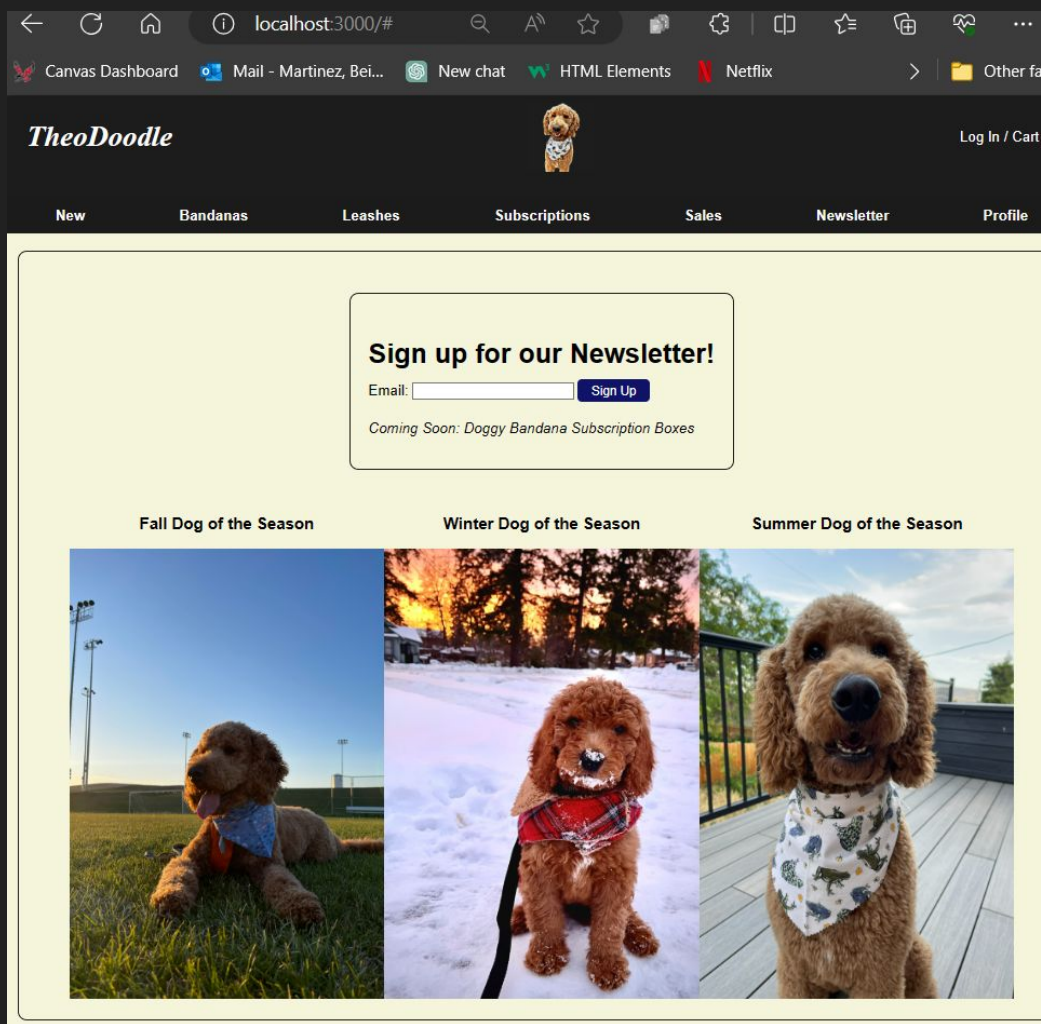 localhost:3000/#
Canvas Dashboard Mail - Martinez, Bei... New chat HTML Elements Netflix Other fa
TheoDoodle Log In / Cart
New Bandanas Leashes Subscriptions Sales Newsletter Profile
Sign up for our Newsletter!
Email: Sign Up
Coming Soon: Doggy Bandana Subscription Boxes
Fall Dog of the Season Winter Dog of the Season Summer Dog of the Season